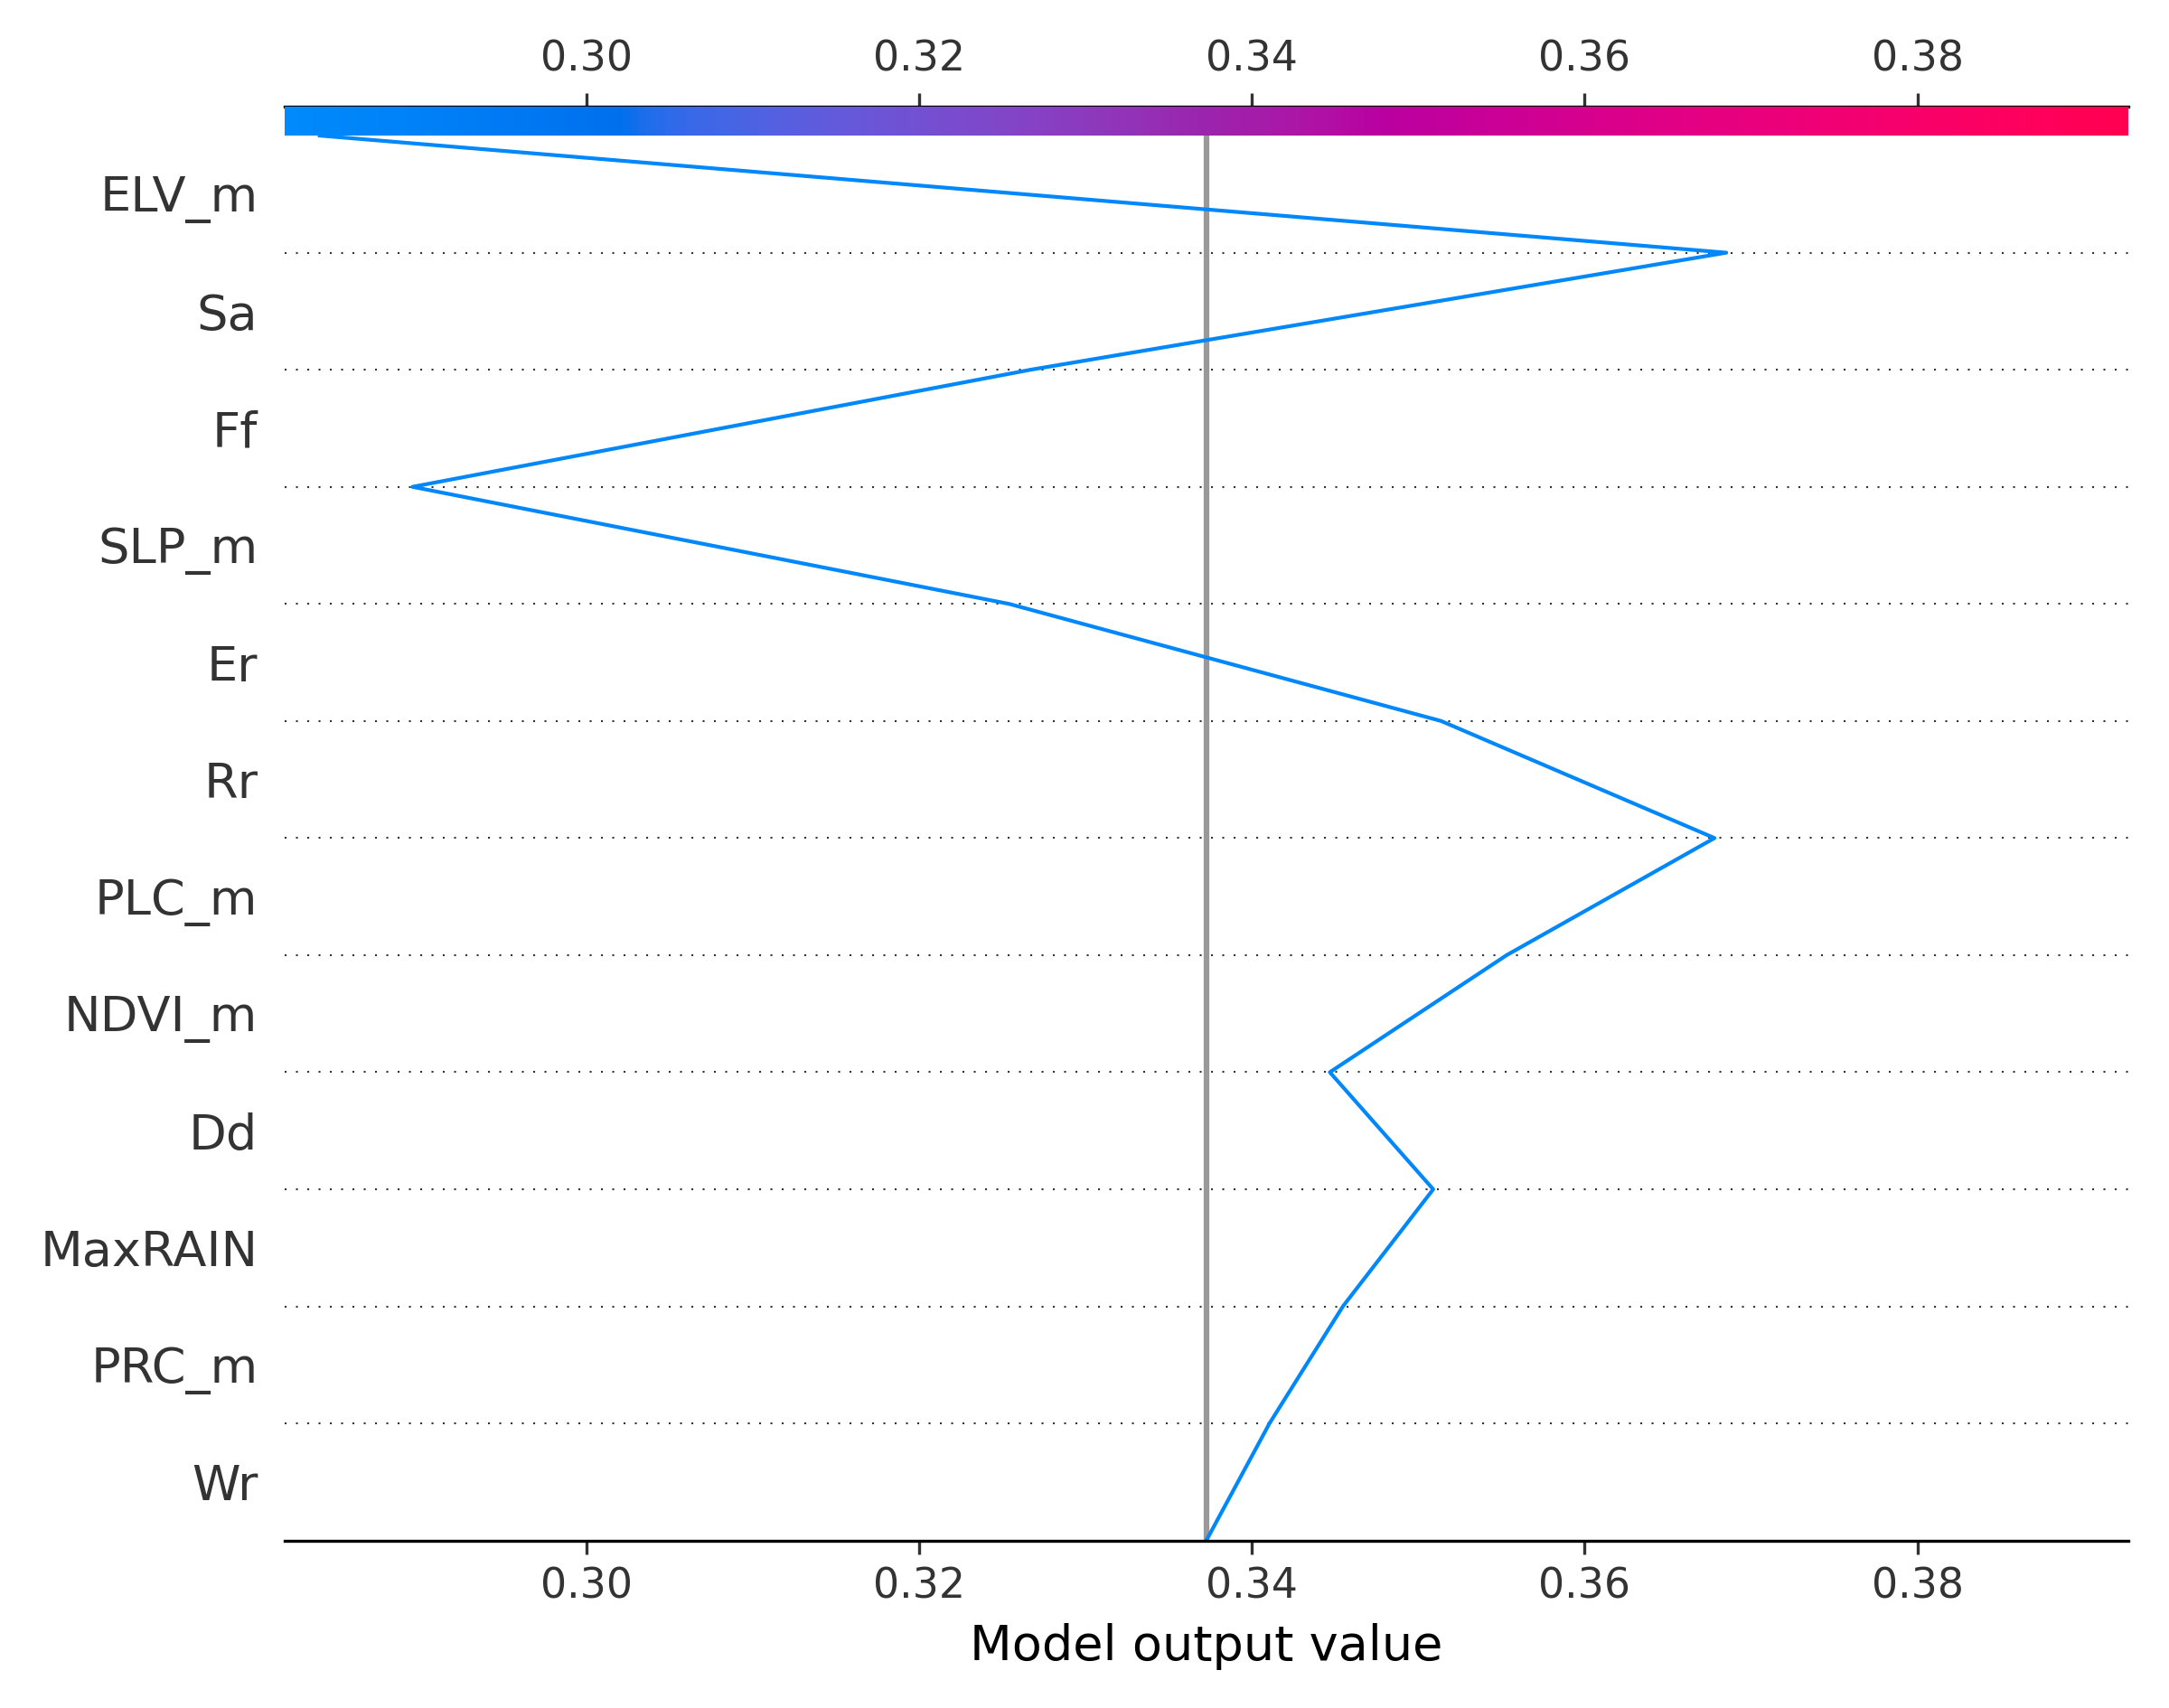 0.30 0.32 0.34 0.36 0.38
ELV_m
Sa
Ff
SLP_m
Er
Rr
PLC_m
NDVI_m
Dd
MaxRAIN
PRC_m
Wr
0.30 0.32 0.34 0.36 0.38
Model output value